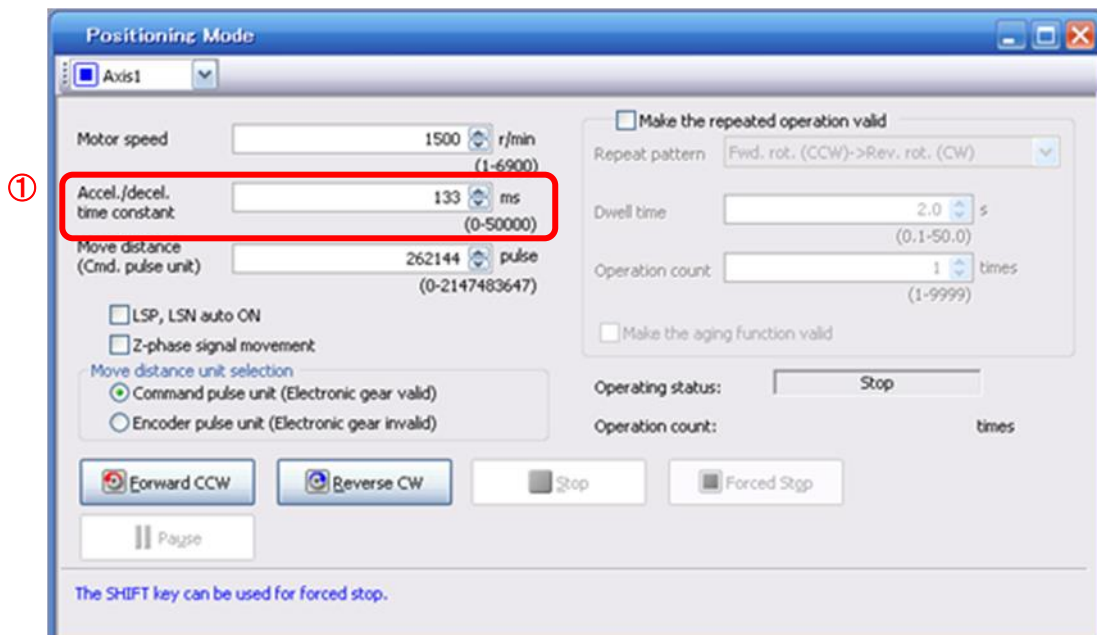 Positioning Mode
Axis1
①
Motor speed 1500 r/min
(1-6900)
Accel./decel.
time constant 133 ms
(0-50000)
Move distance
(Cmd. pulse unit) 262144 pulse
(0-2147483647)
LSP, LSN auto ON
Z-phase signal movement
Move distance unit selection
Command pulse unit (Electronic gear valid)
Encoder pulse unit (Electronic gear invalid)
Make the repeated operation valid
Repeat pattern Fwd. rot. (CCW)->Rev. rot. (CW)
Dwell time 2.0 s
(0.1-50.0)
Operation count 1 times
(1-9999)
Make the aging function valid
Operating status: Stop
Operation count: times
Forward CCW
Reverse CW
Stop
Forced Stop
Pause
The SHIFT key can be used for forced stop.